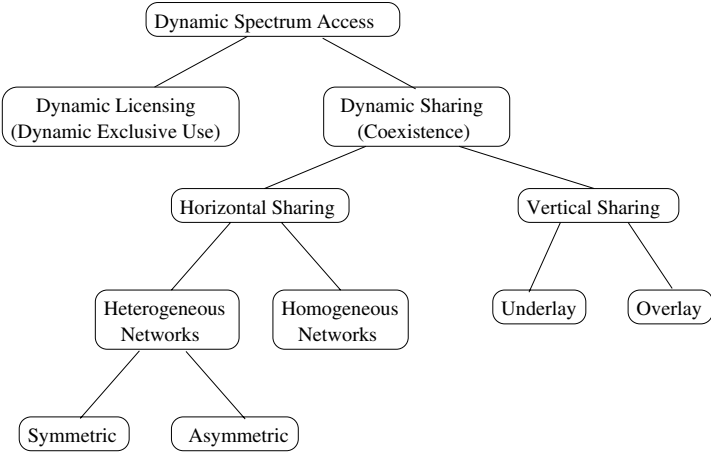 Dynamic Spectrum Access
Dynamic Licensing
(Dynamic Exclusive Use)
Dynamic Sharing
(Coexistence)
Horizontal Sharing
Vertical Sharing
Heterogeneous
Networks
Homogeneous
Networks
Underlay
Overlay
Symmetric
Asymmetric